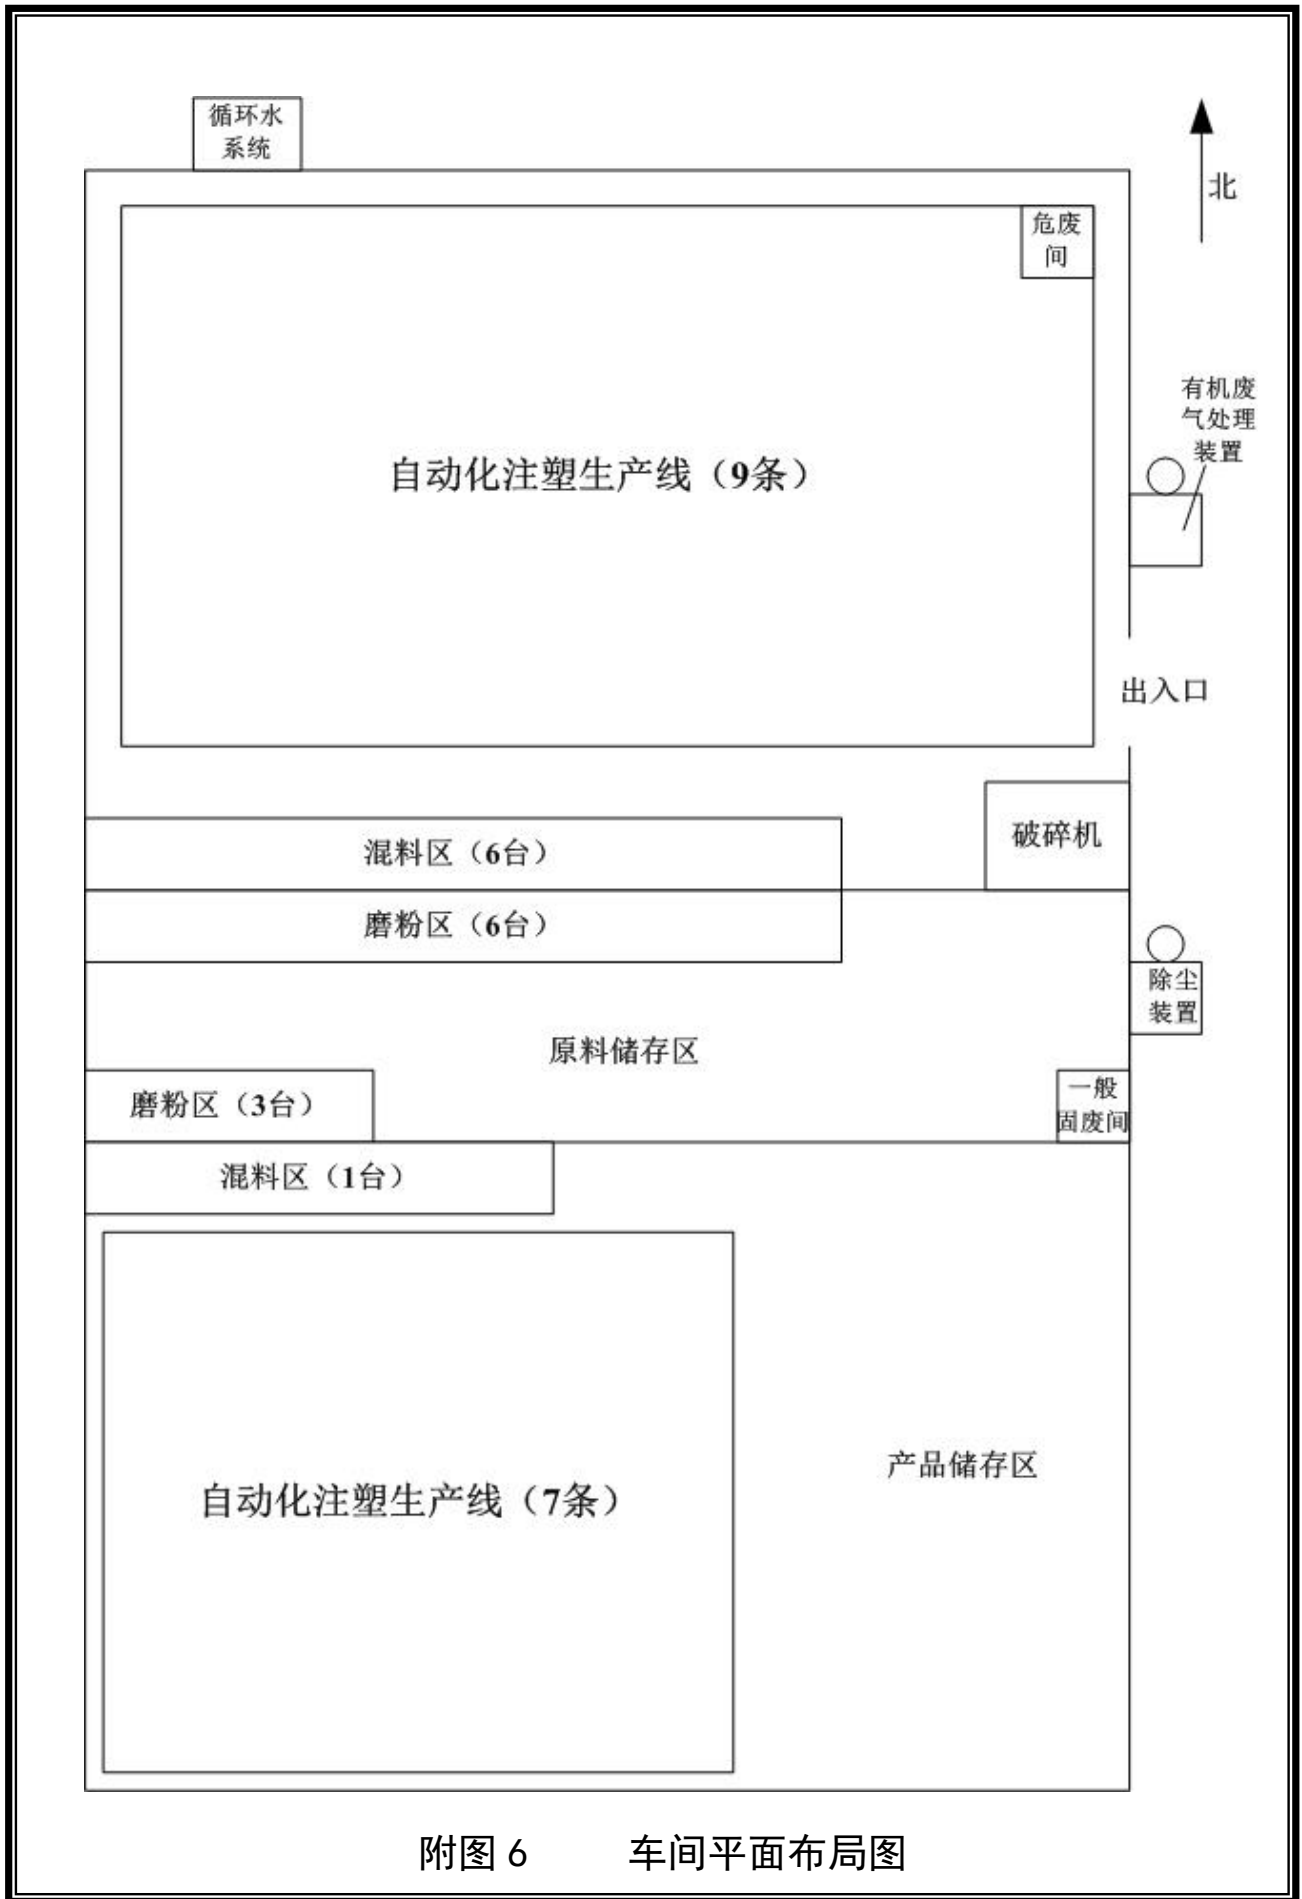 循环水
系统
北
危废
间
有机废
气处理
装置
自动化注塑生产线（9条）
出入口
破碎机
混料区（6台）
磨粉区（6台）
除尘
装置
原料储存区
磨粉区（3台）
一般
固废间
混料区（1台）
产品储存区
自动化注塑生产线（7条）
附图 6 车间平面布局图